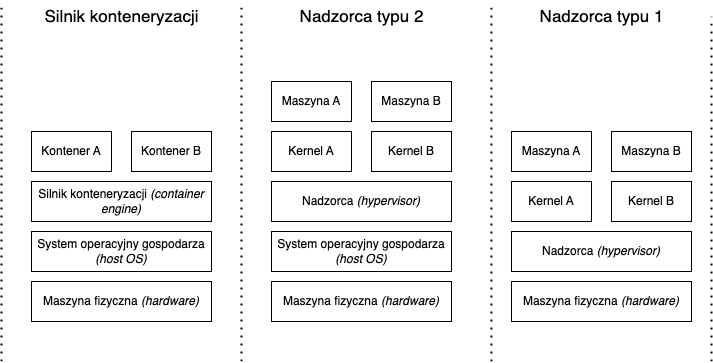 Silnik konteneryzacji
Kontener A
Kontener B
Silnik konteneryzacji (container
engine)
System operacyjny gospodarza
(host OS)
Maszyna fizyczna (hardware)
Nadzorca typu 2
Maszyna A
Maszyna B
Kernel A
Kernel B
Nadzorca (hypervisor)
System operacyjny gospodarza
(host OS)
Maszyna fizyczna (hardware)
Nadzorca typu 1
Maszyna A
Maszyna B
Kernel A
Kernel B
Nadzorca (hypervisor)
Maszyna fizyczna (hardware)